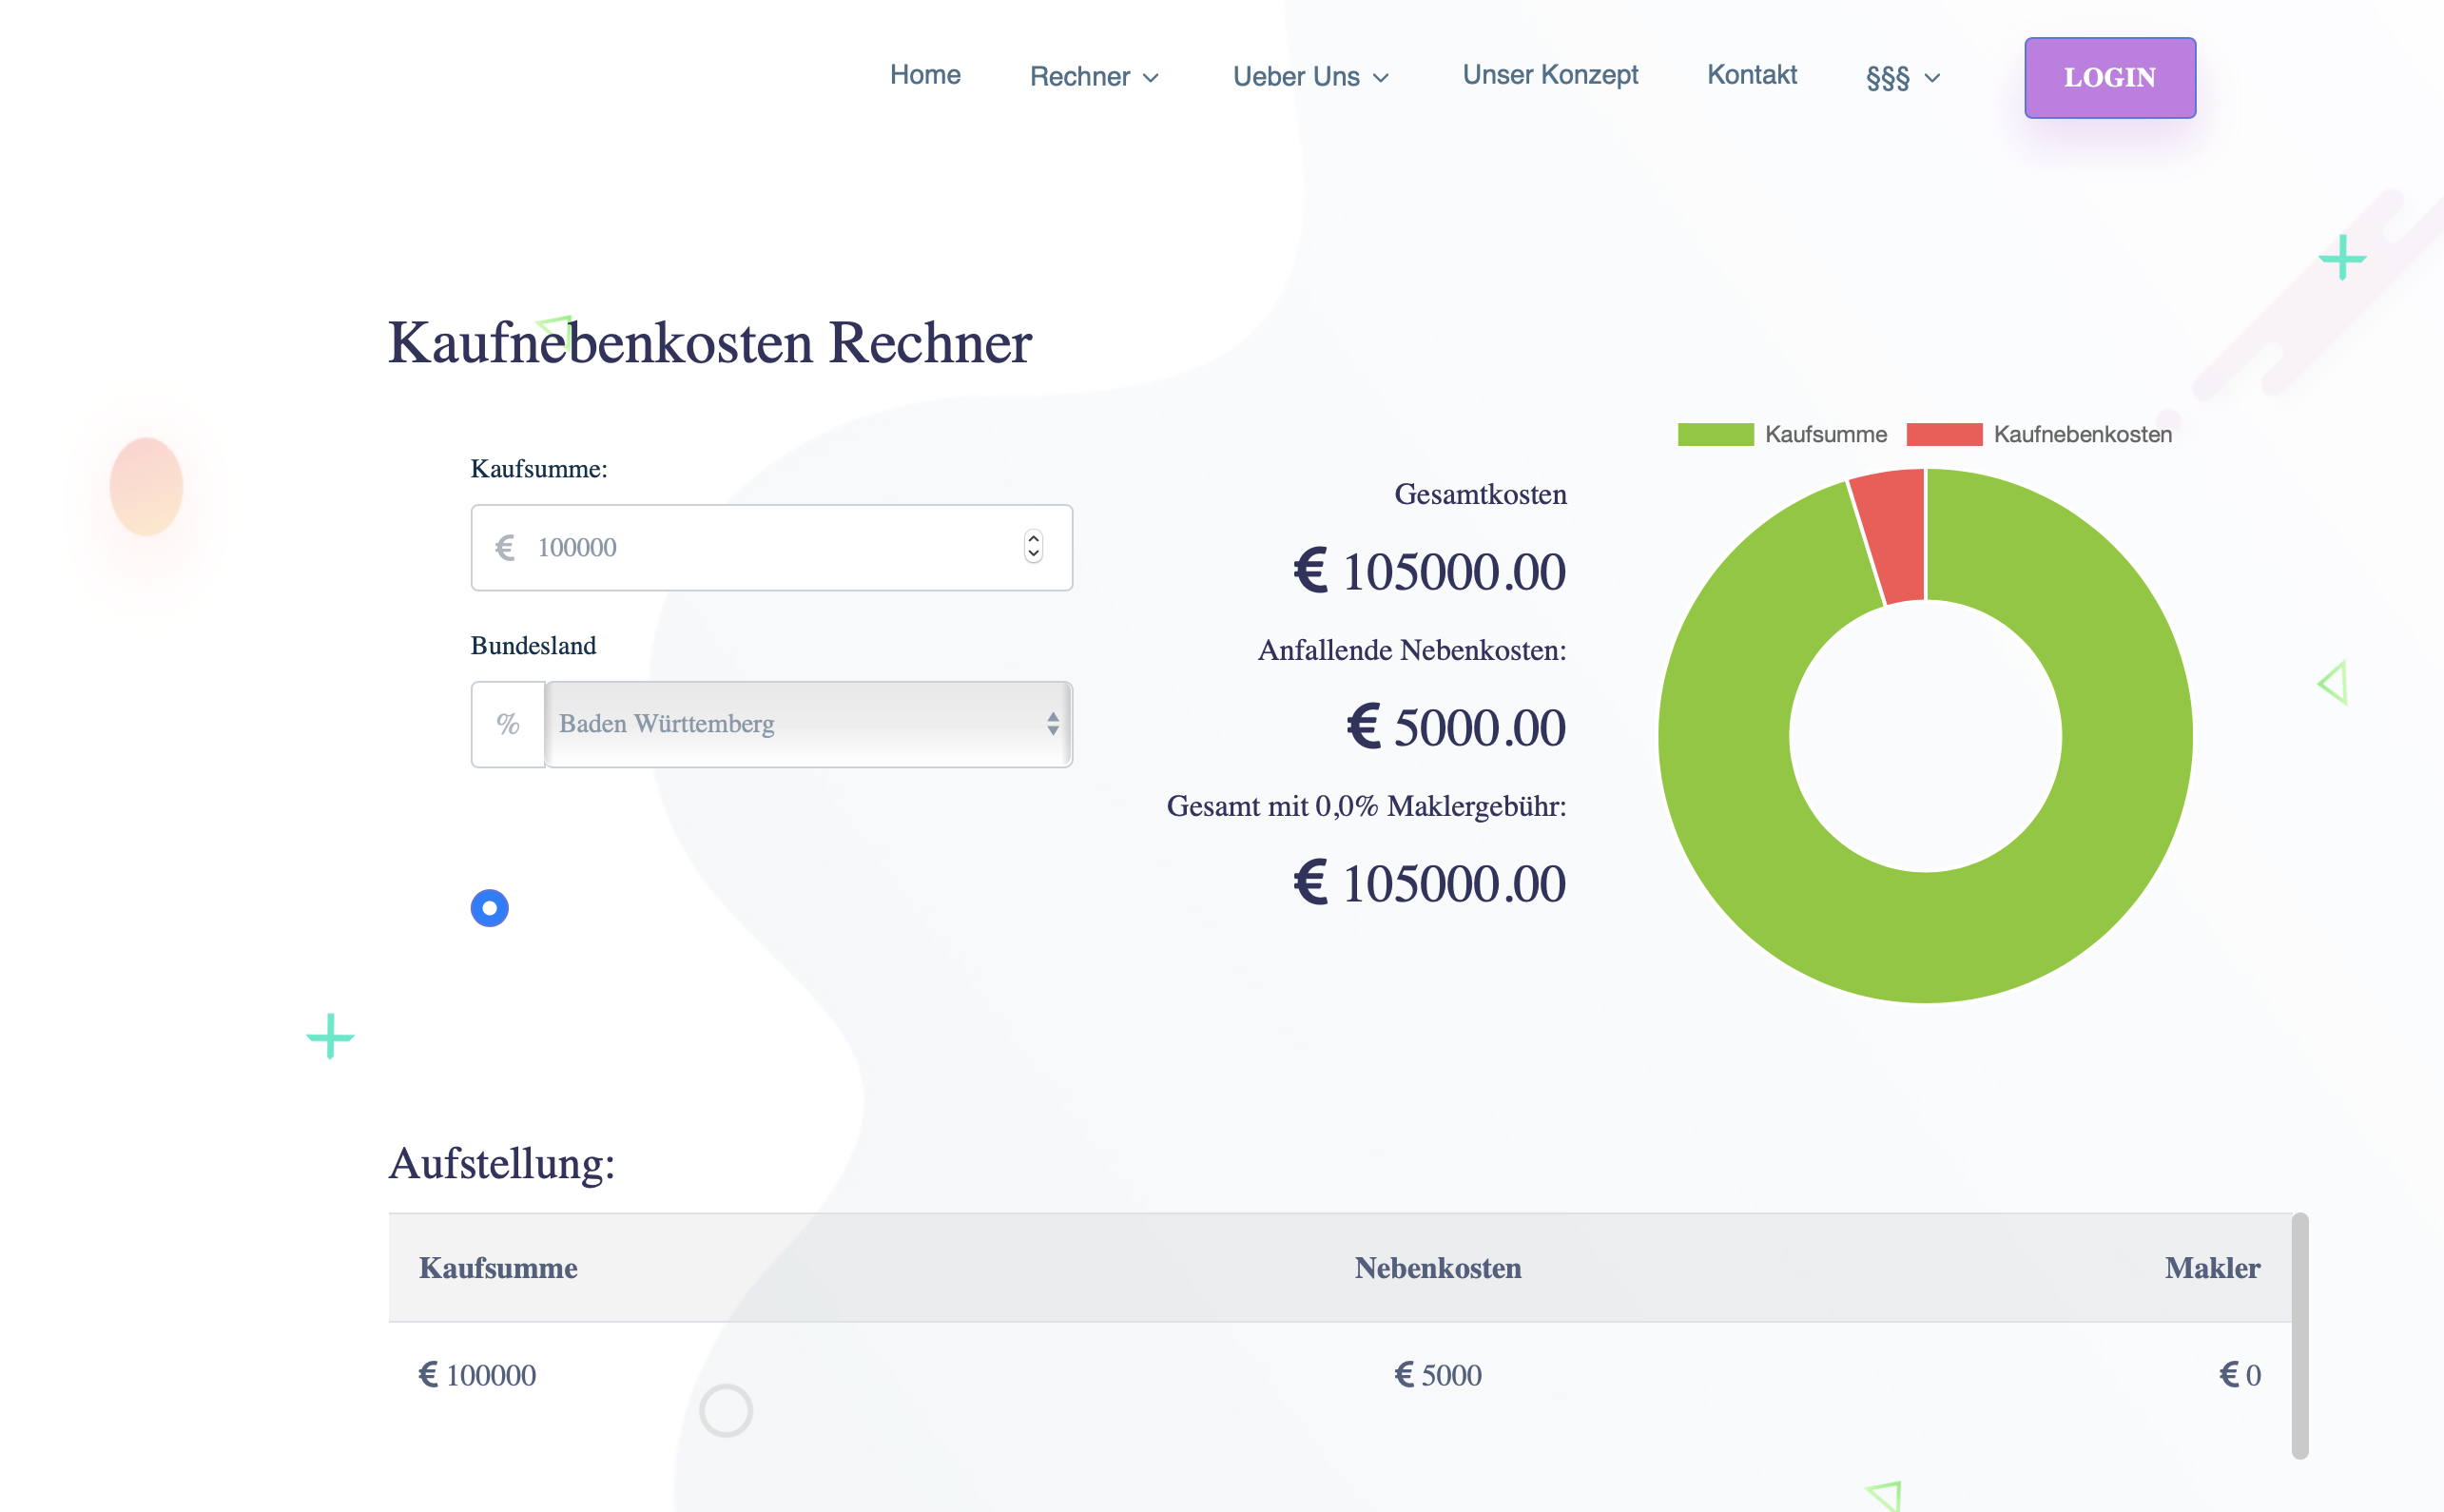 Home Rechner Ueber Uns Unser Konzept Kontakt §§§ LOGIN
Kaufnebenkosten Rechner
Kaufsumme Kaufnebenkosten
Kaufsumme:
€ 100000
Bundesland
% Baden Württemberg
Gesamtkosten
€ 105000.00
Anfallende Nebenkosten:
€ 5000.00
Gesamt mit 0,0% Maklergebühr:
€ 105000.00
Aufstellung:
Kaufsumme Nebenkosten Makler
€ 100000 € 5000 € 0